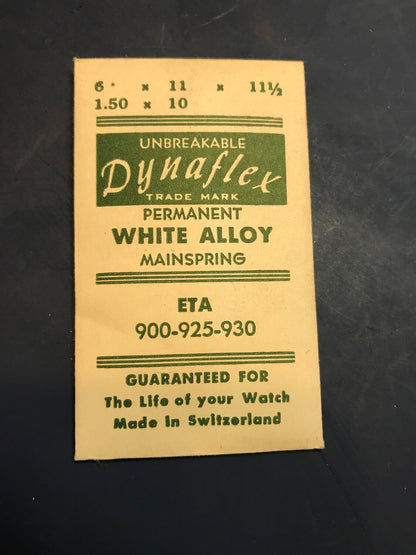 6 · x 11 x 11½
1.50 x 10
UNBREAKABLE
Dynaflex
TRADE MARK
PERMANENT
WHITE ALLOY
MAINSPRING
ETA
900-925-930
GUARANTEED FOR
The Life of your Watch
Made in Switzerland